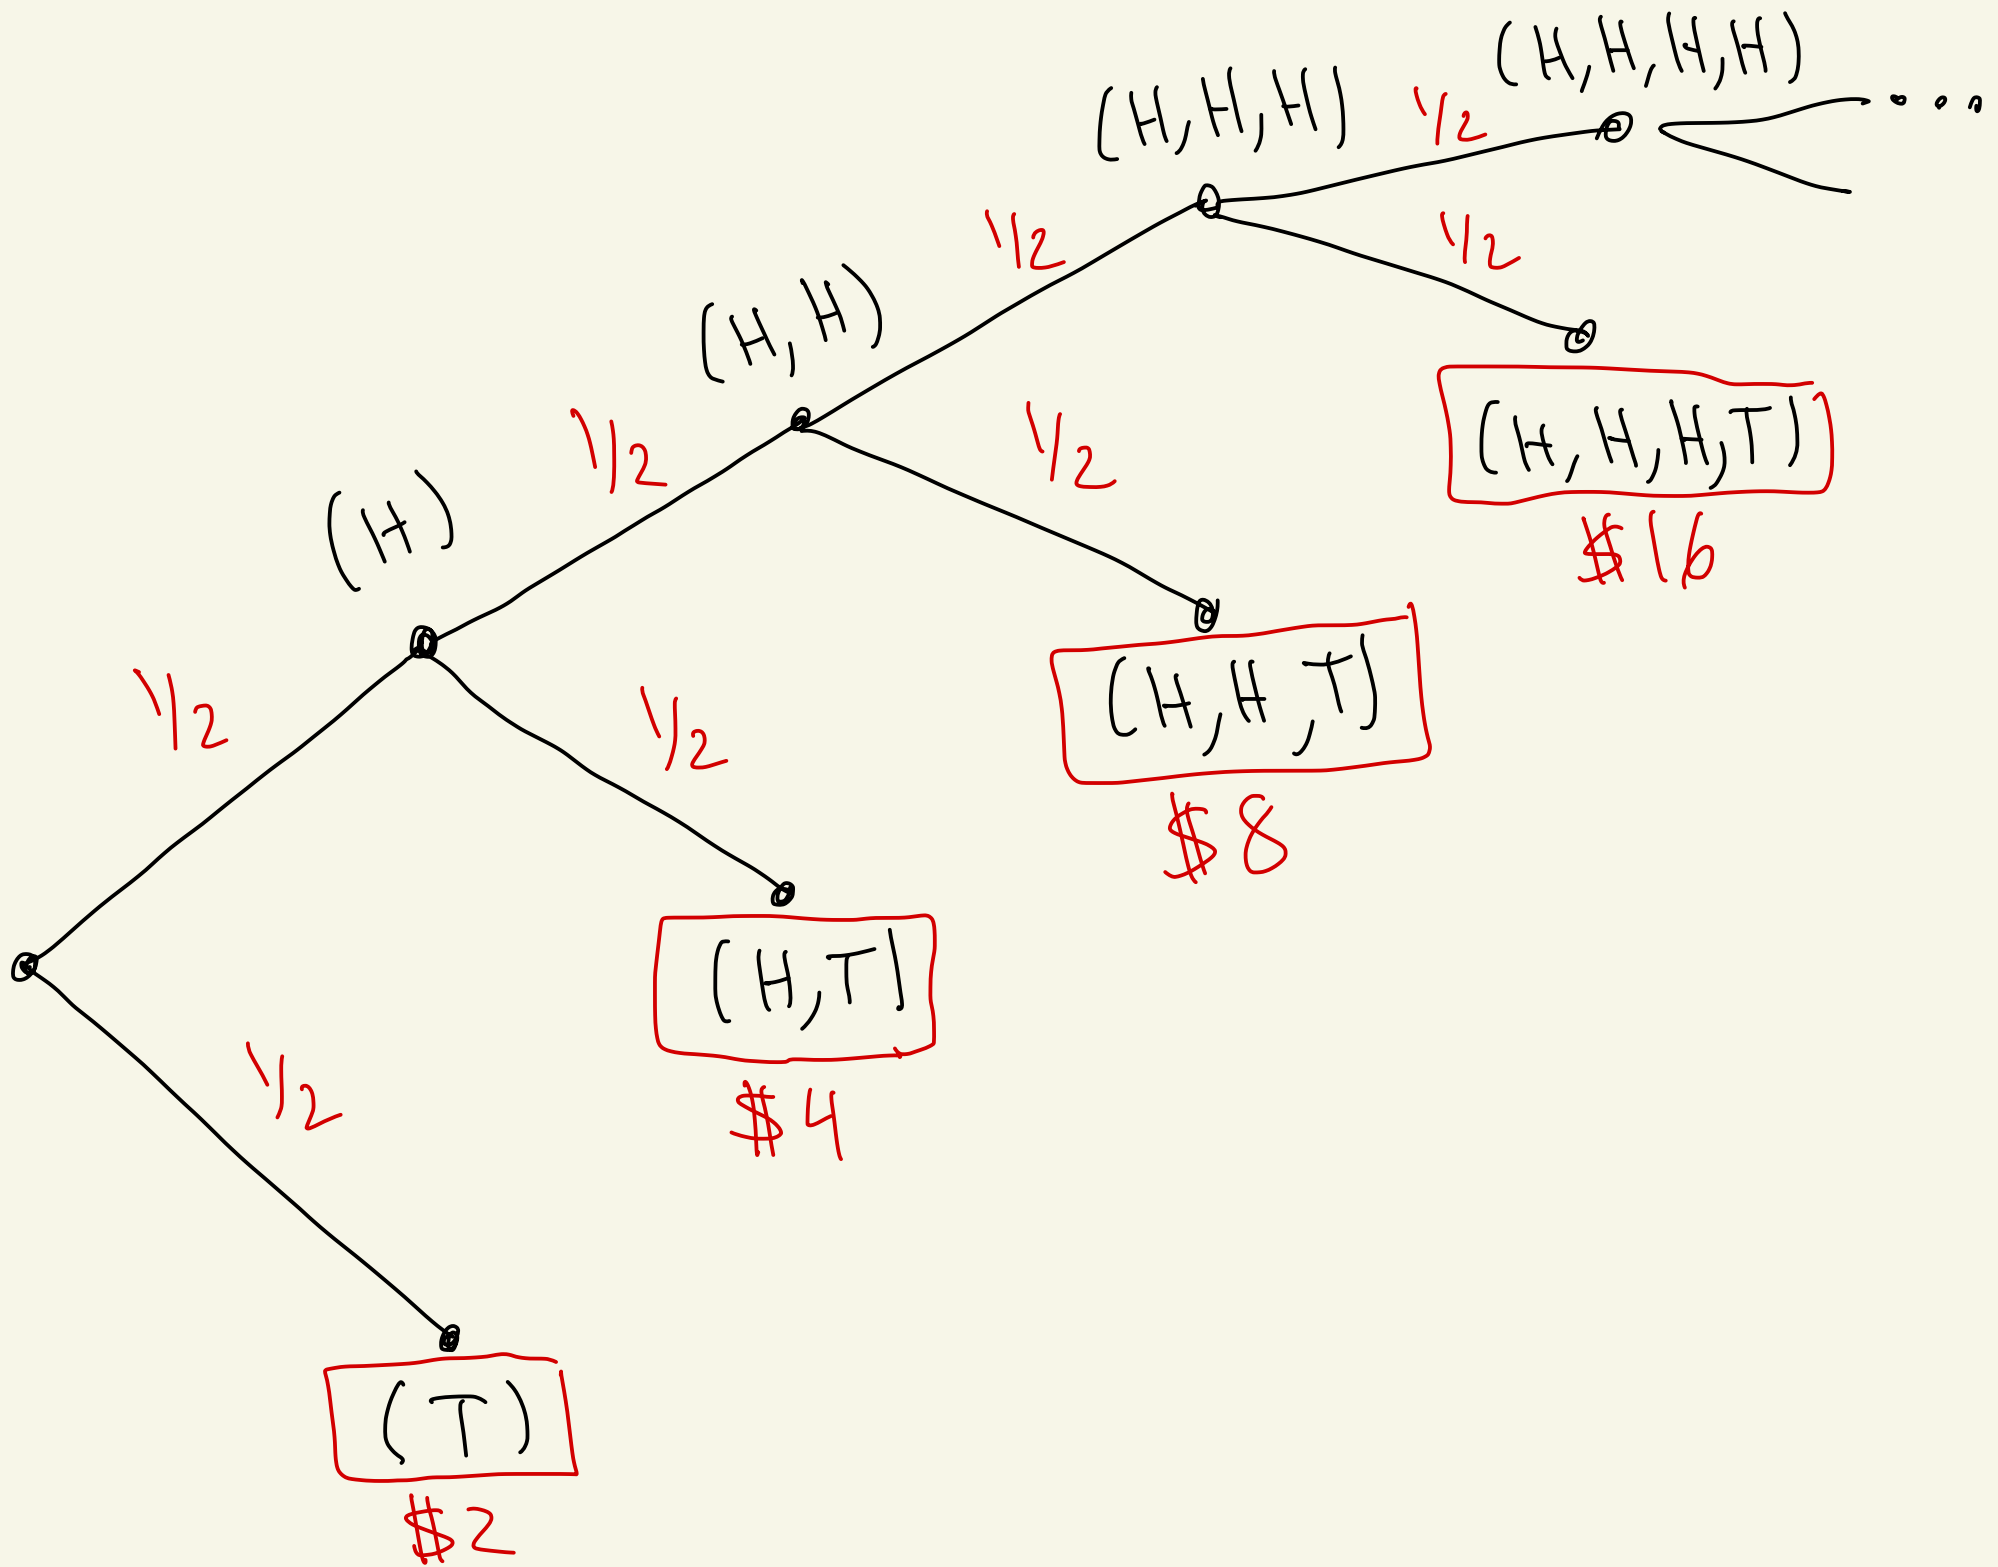 (H, H, H, H)
(H, H, H)
1/2
1/2
1/2
(H, H)
(H, H, H, T)
$16
1/2
1/2
(H)
(H, H, T)
$8
1/2
1/2
(H, T)
$4
1/2
(T)
$2